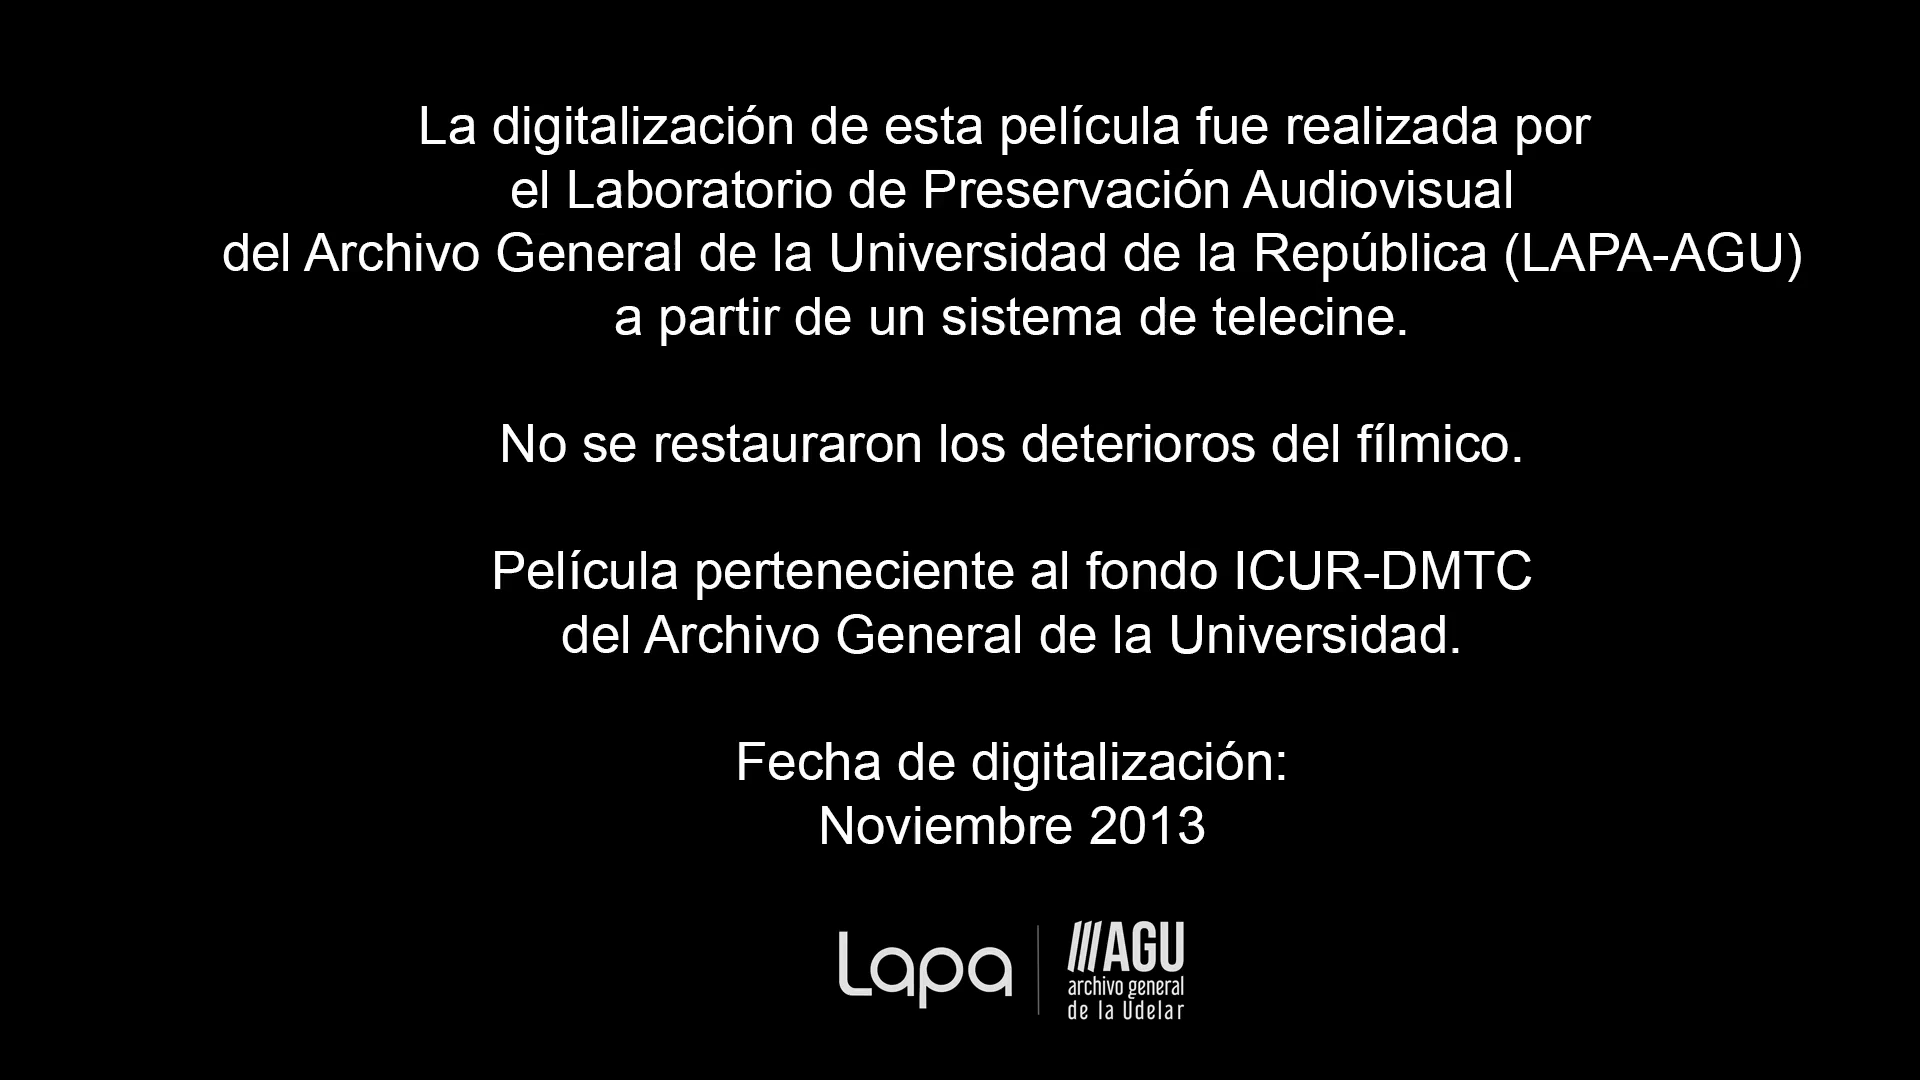 La digitalización de esta película fue realizada por
el Laboratorio de Preservación Audiovisual
del Archivo General de la Universidad de la República (LAPA-AGU)
a partir de un sistema de telecine.
No se restauraron los deterioros del fílmico.
Película perteneciente al fondo ICUR-DMTC
del Archivo General de la Universidad.
Fecha de digitalización:
Noviembre 2013
Lapa
AGU
archivo general
de la Udelar